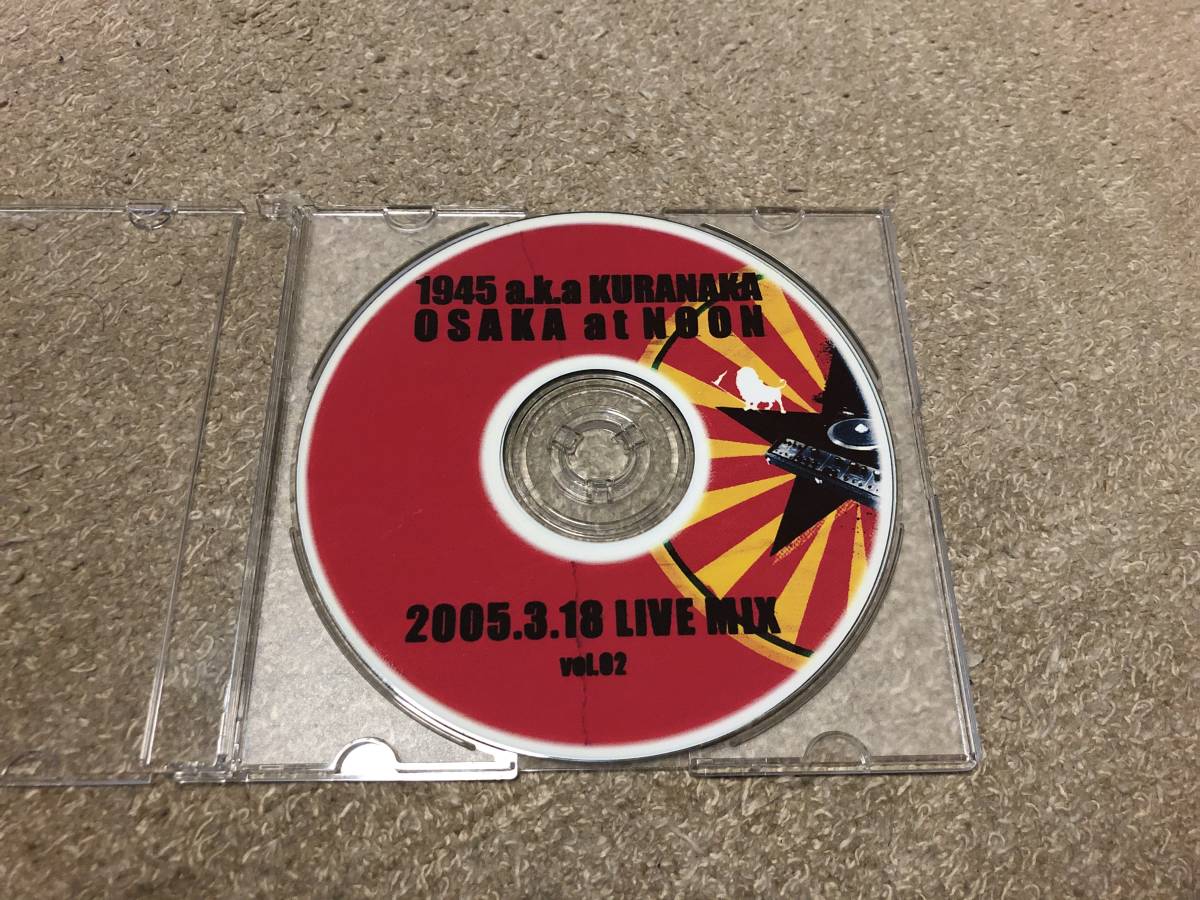 1945 a.k.a KURANAKA
OSAKA at NOON
2005.3.18 LIVE MIX
vol.02